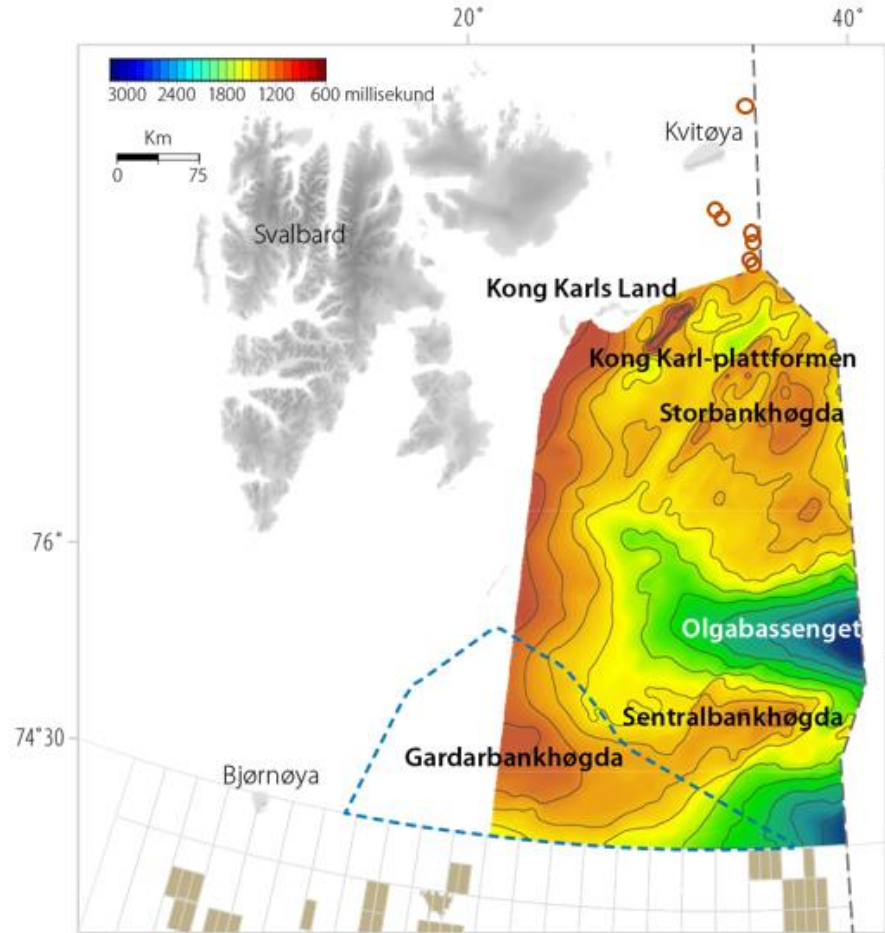 20°
40°
3000 2400 1800 1200 600 millisekund
Km
0 75
Kvitøya
Svalbard
Kong Karls Land
Kong Karl-plattformen
Storbankhøgda
76°
Olgabassenget
Sentralbankhøgda
74°30
Gardarbankhøgda
Bjørnøya